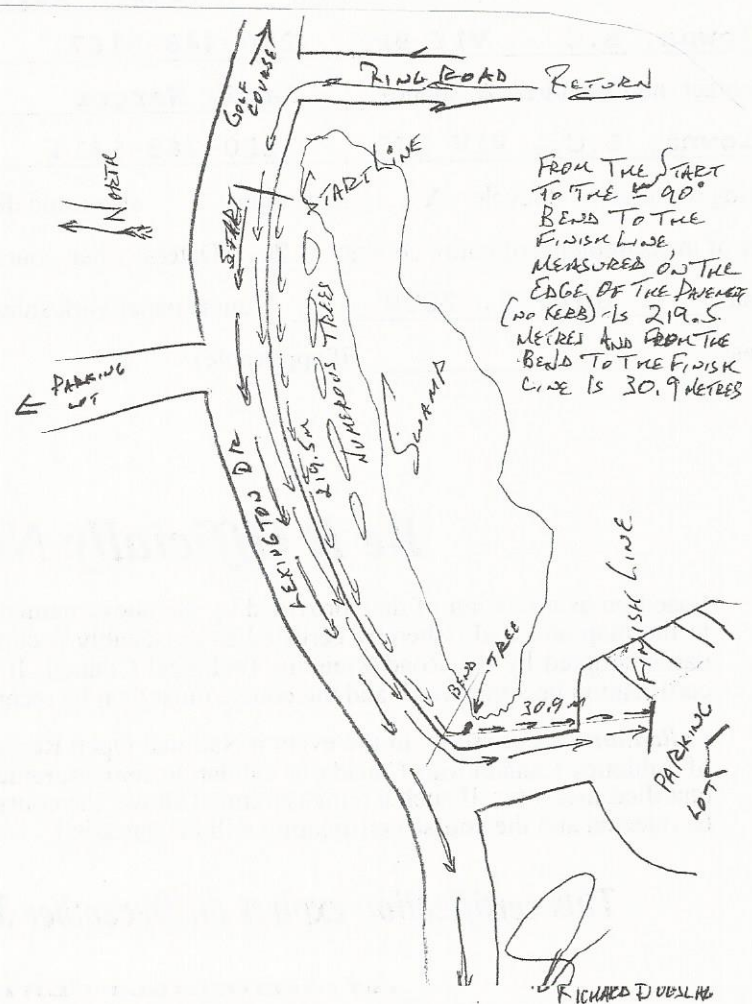 RING ROAD
RETURN
GOLF
COURSE
NORTH
START LINE
START
FROM THE START
TO THE ≃ 90°
BEND TO THE
FINISH LINE
MEASURED ON THE
EDGE OF THE PAVEMENT
(NO KERB) IS 219.5
METRES AND FROM THE
BEND TO THE FINISH
LINE IS 30.9 METRES
PARKING
LOT
219.5M
NUMEROUS TREES
SWAMP
LEXINGTON DR
FINISH LINE
BEND
TREE
30.9 M
PARKING
LOT
RICHARD